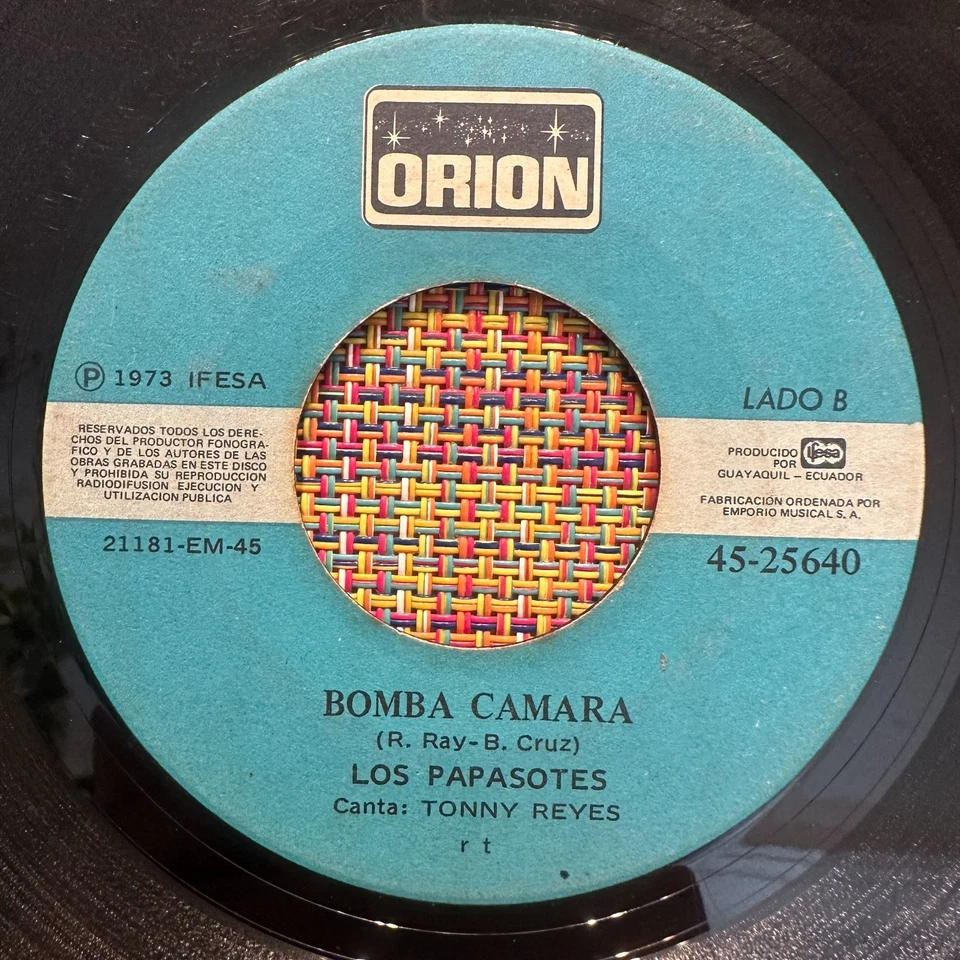 ORION
Ⓟ 1973 IFESA
LADO B
RESERVADOS TODOS LOS DERE-
CHOS DEL PRODUCTOR FONOGRA-
FICO Y DE LOS AUTORES DE LAS
OBRAS GRABADAS EN ESTE DISCO
Y PROHIBIDA SU REPRODUCCION
RADIODIFUSION EJECUCION Y
UTILIZACION PUBLICA
PRODUCIDO
POR
ifesa
GUAYAQUIL – ECUADOR
FABRICACIÓN ORDENADA POR
EMPORIO MUSICAL S. A.
21181-EM-45
45-25640
BOMBA CAMARA
(R. Ray- B. Cruz)
LOS PAPASOTES
Canta: TONNY REYES
r t